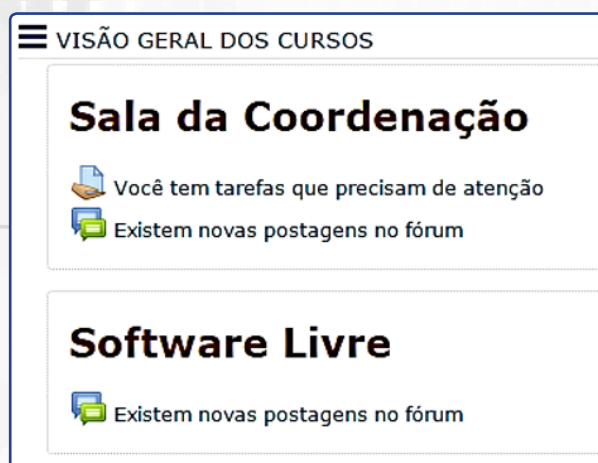 VISÃO GERAL DOS CURSOS
Sala da Coordenação
Você tem tarefas que precisam de atenção
Existem novas postagens no fórum
Software Livre
Existem novas postagens no fórum